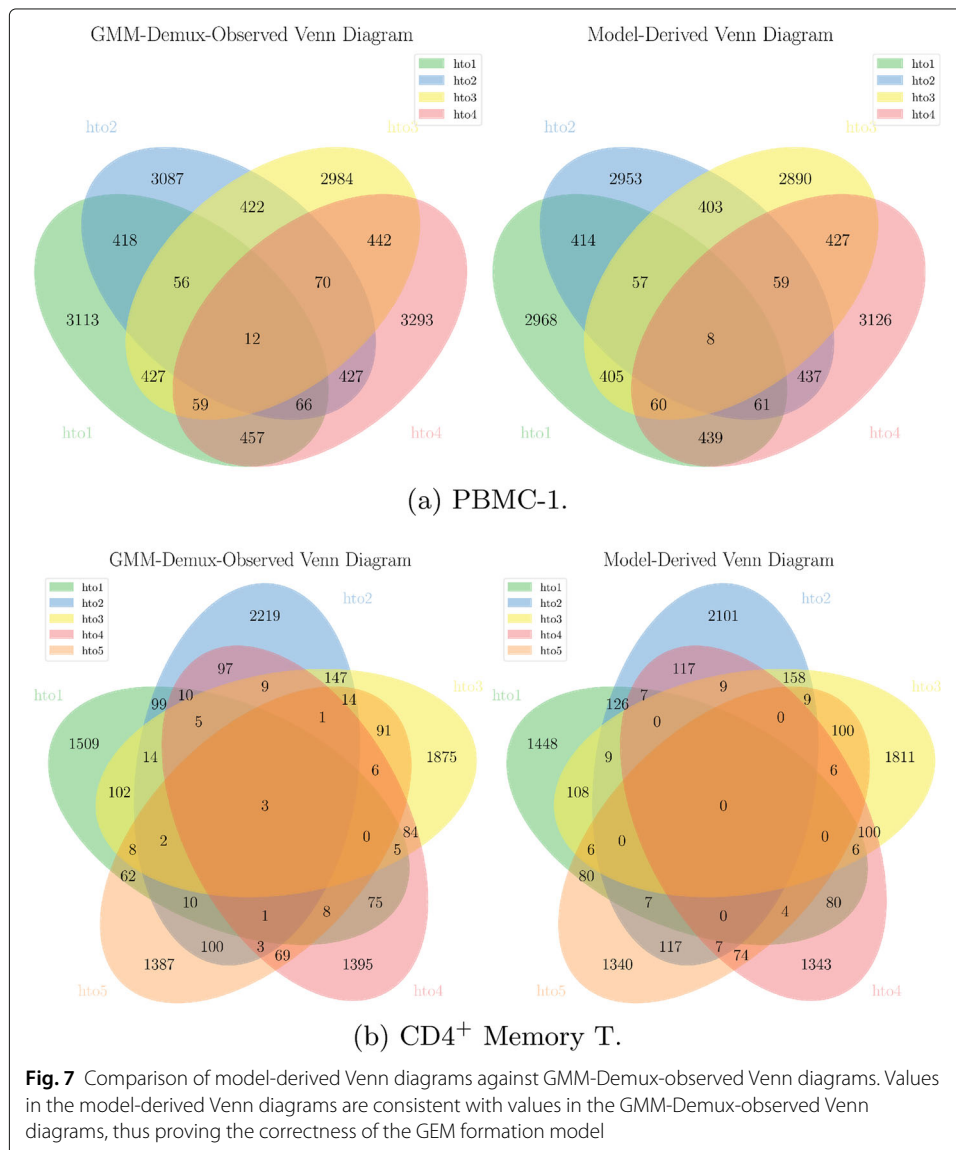 GMM-Demux-Observed Venn Diagram
Model-Derived Venn Diagram
hto1
hto2
hto3
hto4
hto1
hto2
hto3
hto4
hto2
hto3
3087
2984
422
418
442
56
70
3113
3293
12
427
427
59
66
457
hto1
hto4
hto2
hto3
2953
2890
403
414
427
57
59
2968
3126
8
405
437
60
61
439
hto1
hto4
(a) PBMC-1.
GMM-Demux-Observed Venn Diagram
Model-Derived Venn Diagram
hto1
hto2
hto3
hto4
hto5
hto1
hto2
hto3
hto4
hto5
hto2
2219
97
147
hto3
9
hto1
10
14
99
5
1
91
1509
14
6
1875
102
3
84
2
0
8
5
62
10
8
75
1
100
3
69
1387
1395
hto5
hto4
hto2
2101
117
158
hto3
9
hto1
7
9
126
0
0
100
1448
9
6
1811
108
0
100
0
0
6
6
80
7
4
80
0
117
7
74
1340
1343
hto5
hto4
(b) CD4⁺ Memory T.
Fig. 7 Comparison of model-derived Venn diagrams against GMM-Demux-observed Venn diagrams. Values
in the model-derived Venn diagrams are consistent with values in the GMM-Demux-observed Venn
diagrams, thus proving the correctness of the GEM formation model